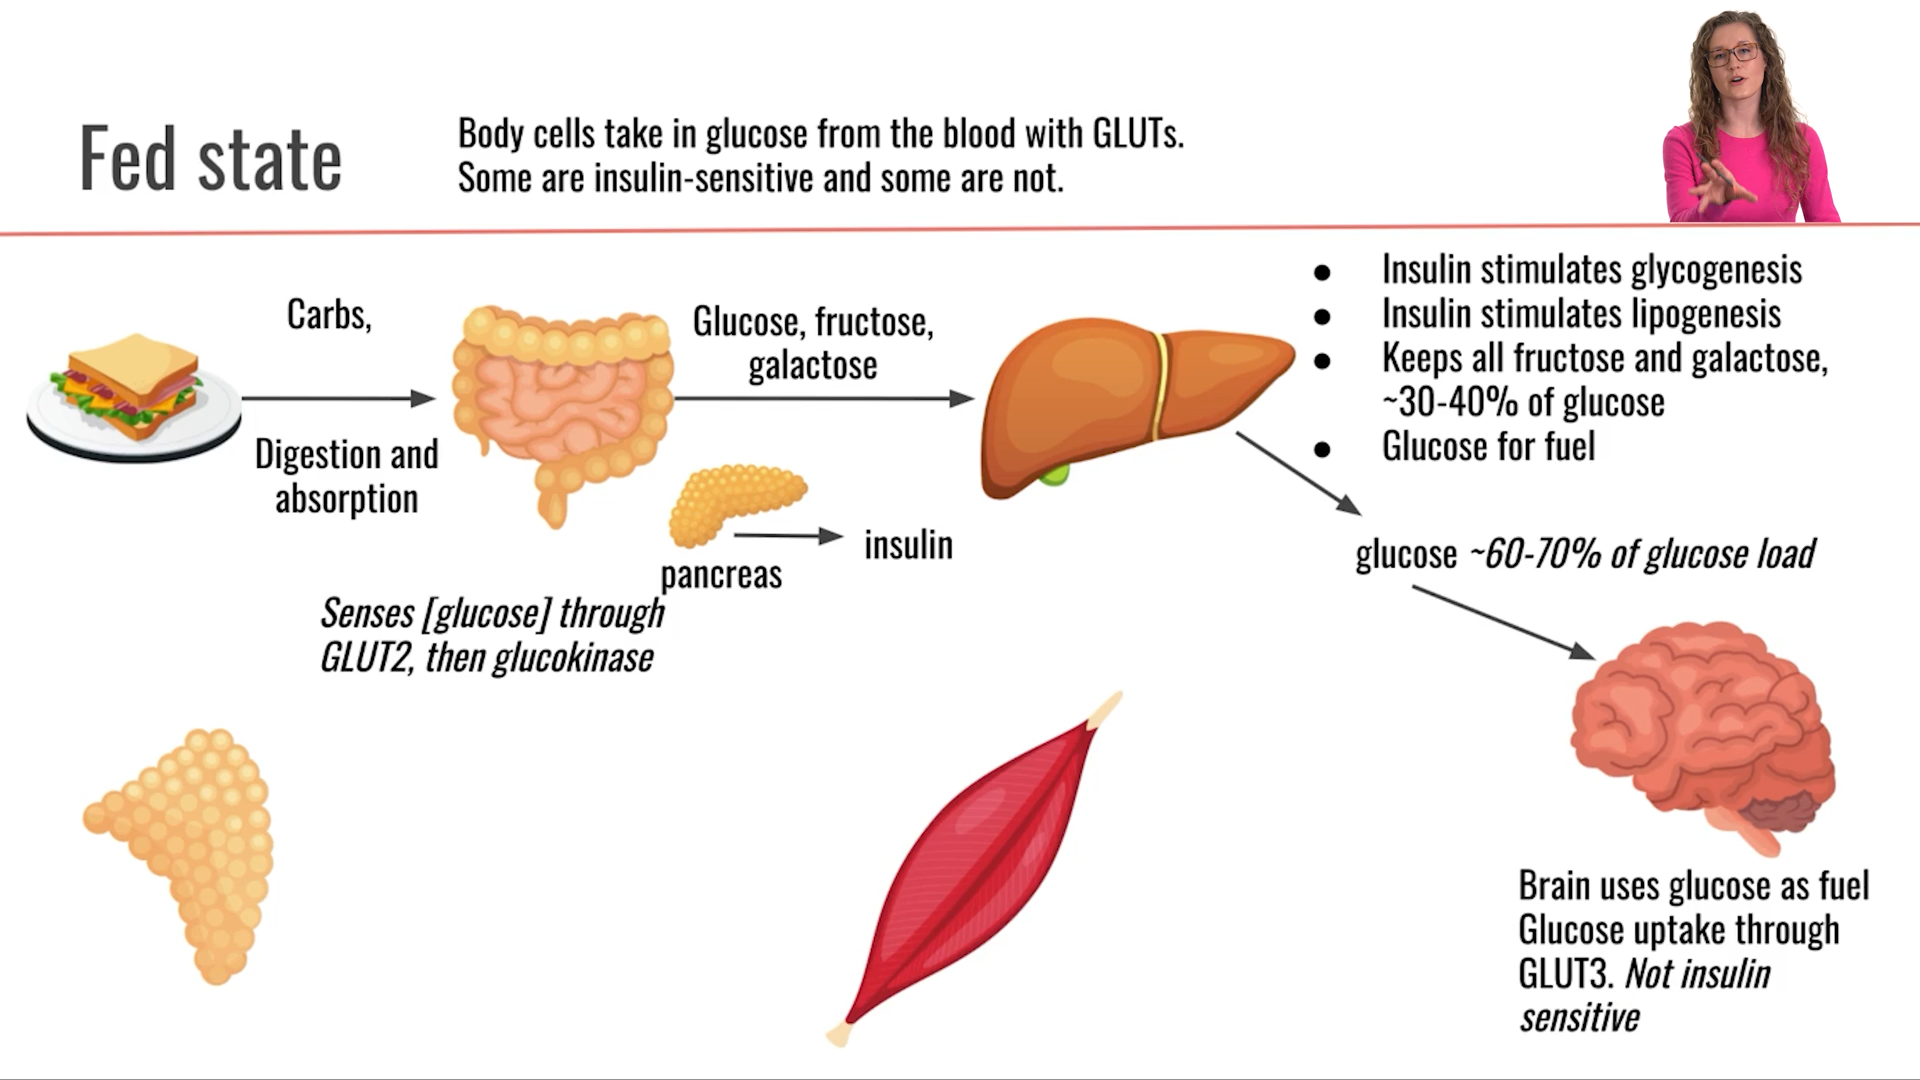 Fed state
Body cells take in glucose from the blood with GLUTs.
Some are insulin-sensitive and some are not.
Carbs,
Digestion and
absorption
Glucose, fructose,
galactose
pancreas
insulin
Senses [glucose] through
GLUT2, then glucokinase
● Insulin stimulates glycogenesis
● Insulin stimulates lipogenesis
● Keeps all fructose and galactose,
~30-40% of glucose
● Glucose for fuel
glucose ~60-70% of glucose load
Brain uses glucose as fuel
Glucose uptake through
GLUT3. Not insulin
sensitive